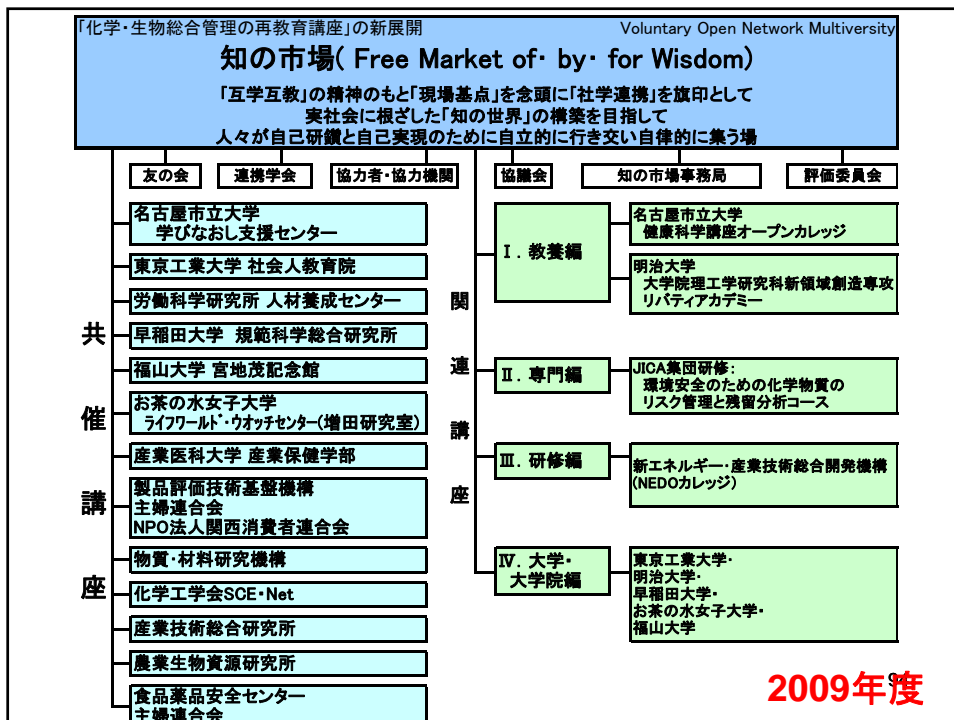 「化学・生物総合管理の再教育講座」の新展開
Voluntary Open Network Multiversity
知の市場( Free Market of・ by・ for Wisdom)
「互学互教」の精神のもと「現場基点」を念頭に「社学連携」を旗印として
実社会に根ざした「知の世界」の構築を目指して
人々が自己研鑽と自己実現のために自立的に行き交い自律的に集う場
友の会
連携学会
協力者・協力機関
協議会
知の市場事務局
評価委員会
共催講座
名古屋市立大学
学びなおし支援センター
東京工業大学 社会人教育院
労働科学研究所 人材養成センター
早稲田大学 規範科学総合研究所
福山大学 宮地茂記念館
お茶の水女子大学
ライフワールド・ウオッチセンター(増田研究室)
産業医科大学 産業保健学部
製品評価技術基盤機構
主婦連合会
NPO法人関西消費者連合会
物質・材料研究機構
化学工学会SCE・Net
産業技術総合研究所
農業生物資源研究所
食品薬品安全センター
主婦連合会
関連講座
Ⅰ. 教養編
名古屋市立大学
健康科学講座オープンカレッジ
明治大学
大学院理工学研究科新領域創造専攻
リバティアカデミー
Ⅱ. 専門編
JICA集団研修:
環境安全のための化学物質の
リスク管理と残留分析コース
Ⅲ. 研修編
新エネルギー・産業技術総合開発機構
(NEDOカレッジ)
Ⅳ. 大学・
大学院編
東京工業大学・
明治大学・
早稲田大学・
お茶の水女子大学・
福山大学
2009年度